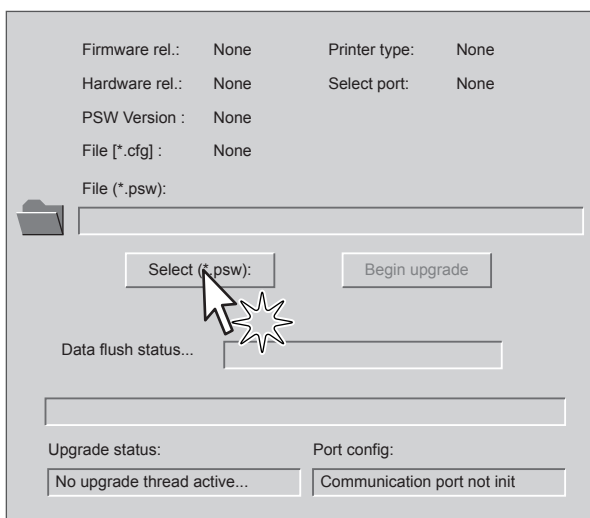 Firmware rel.: None Printer type: None
Hardware rel.: None Select port: None
PSW Version : None
File [*.cfg] : None
File (*.psw):
Select (*.psw): Begin upgrade
Data flush status...
Upgrade status: Port config:
No upgrade thread active... Communication port not init